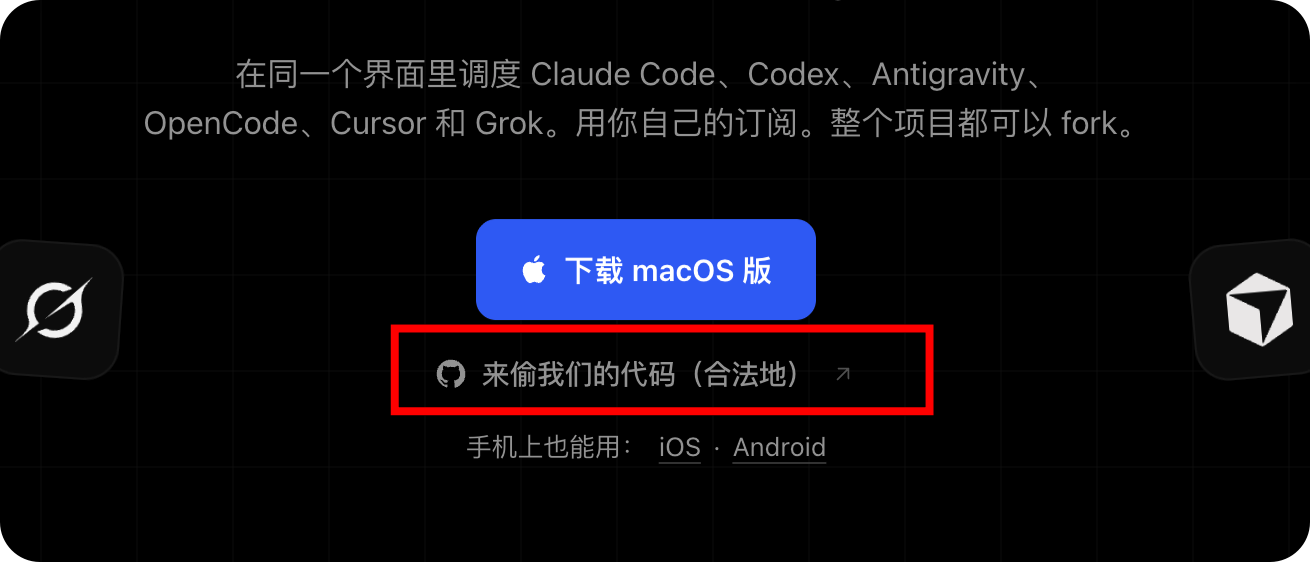 在同一个界面里调度 Claude Code、Codex、Antigravity、
OpenCode、Cursor 和 Grok。用你自己的订阅。整个项目都可以 fork。
下载 macOS 版
来偷我们的代码（合法地） ↗
手机上也能用： iOS · Android